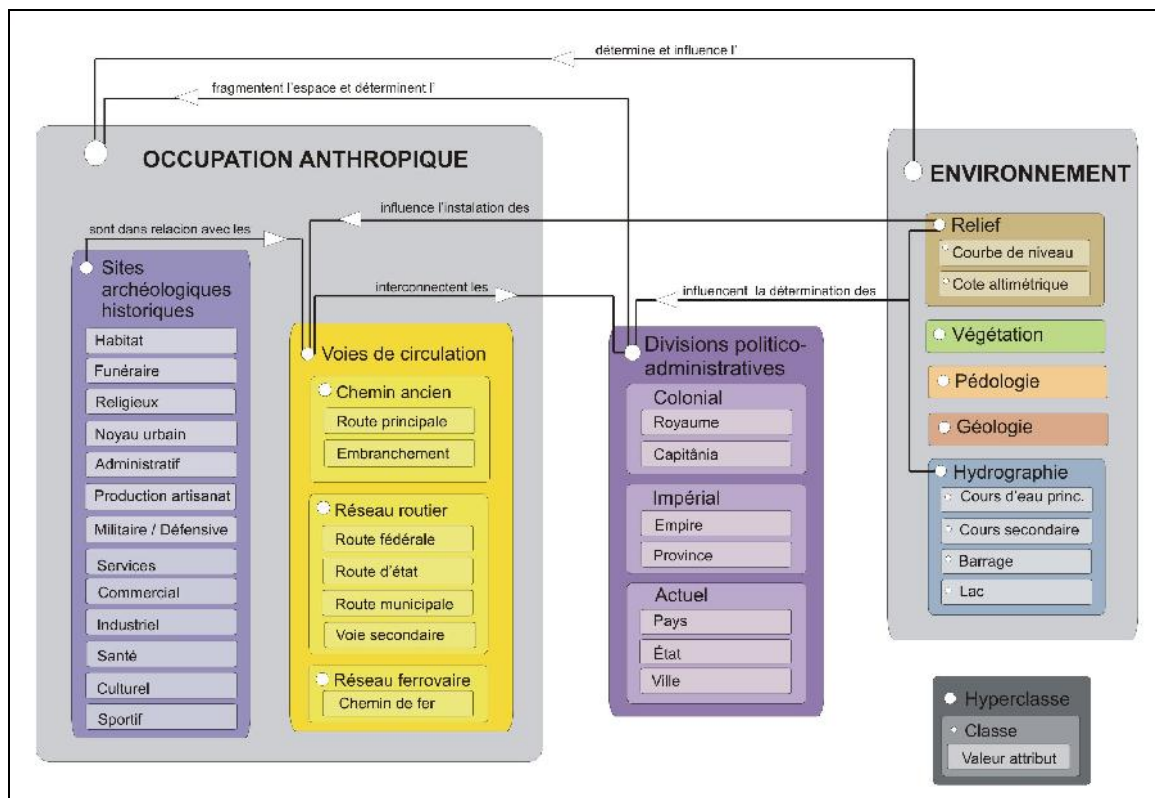 détermine et influence l'
fragmentent l'espace et déterminent l'
OCCUPATION ANTHROPIQUE
ENVIRONNEMENT
influence l'instalation des
sont dans relacion avec les
interconnectent les
influencent la détermination des
Sites
archéologiques
historiques
Habitat
Funéraire
Religieux
Noyau urbain
Administratif
Production artisanat
Militaire / Défensive
Services
Commercial
Industriel
Santé
Culturel
Sportif
Voies de circulation
Chemin ancien
Route principale
Embranchement
Réseau routier
Route fédérale
Route d'état
Route municipale
Voie secondaire
Réseau ferrovaire
Chemin de fer
Divisions politico-
administratives
Colonial
Royaume
Capitânia
Impérial
Empire
Province
Actuel
Pays
État
Ville
Relief
Courbe de niveau
Cote altimétrique
Végétation
Pédologie
Géologie
Hydrographie
Cours d'eau princ.
Cours secondaire
Barrage
Lac
Hyperclasse
Classe
Valeur attribut